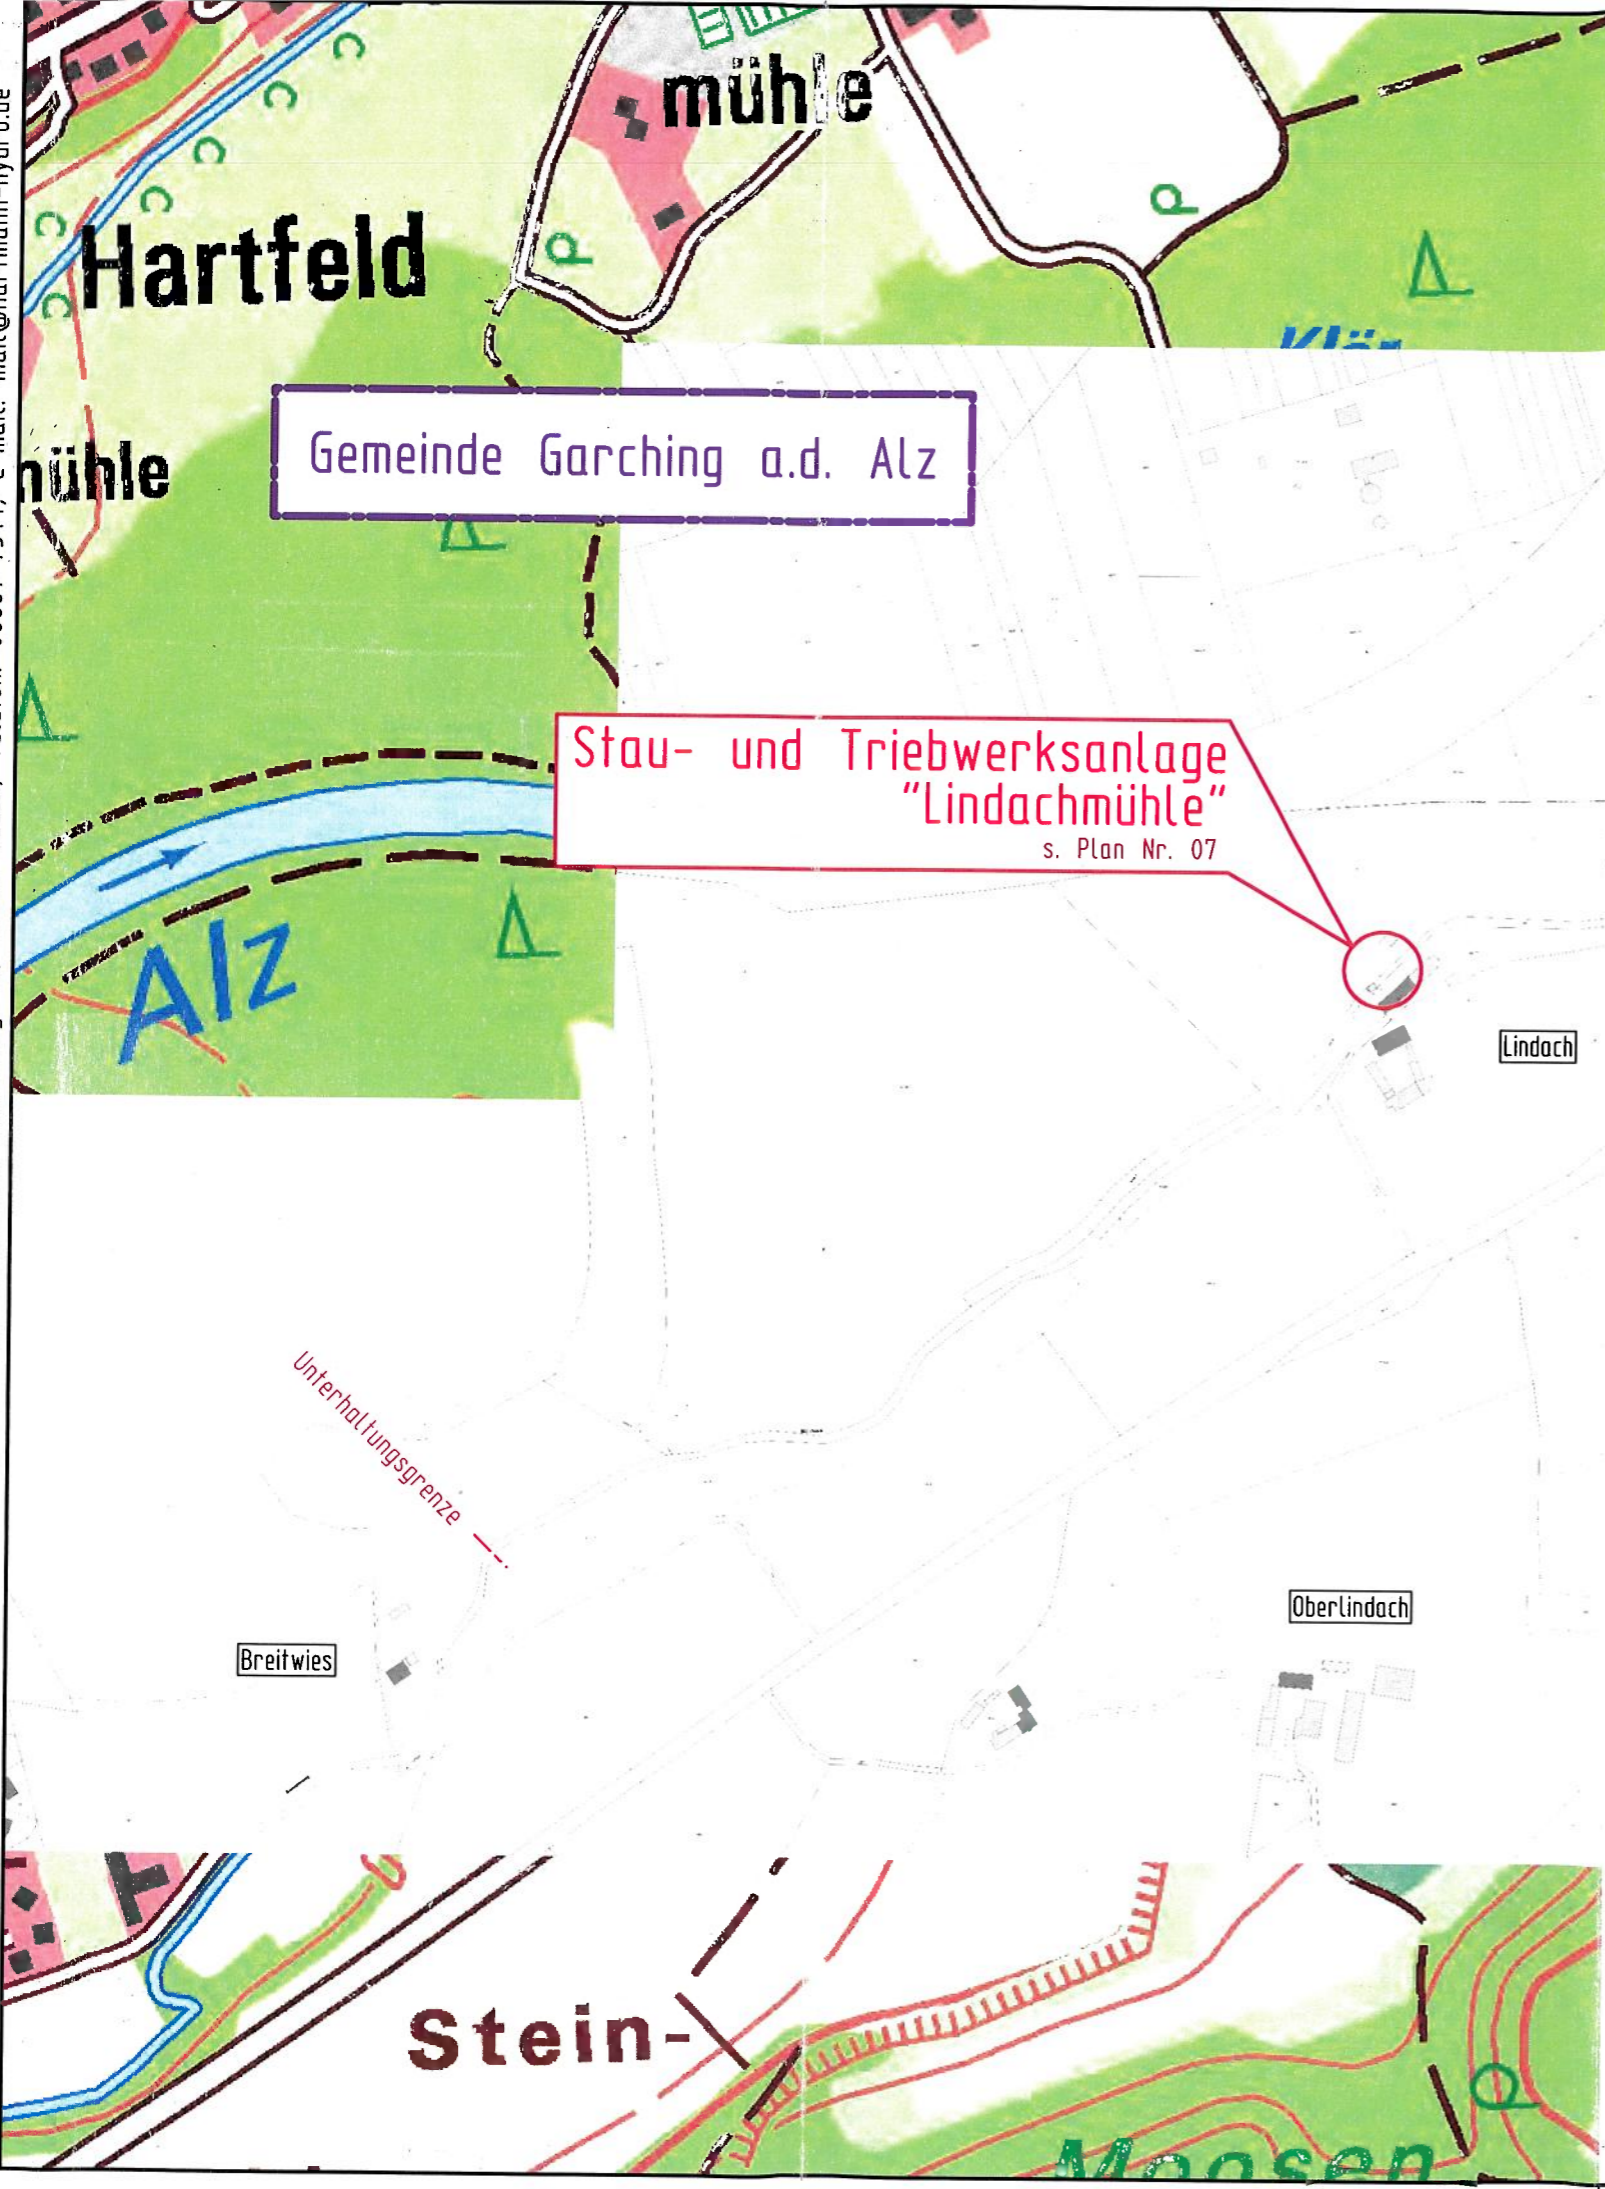 mühle
Hartfeld
mühle
Gemeinde Garching a.d. Alz
Stau- und Triebwerksanlage
"Lindachmühle"
s. Plan Nr. 07
Alz
Lindach
Unterhaltungsgrenze
Oberlindach
Breitwies
Stein-
Moosen